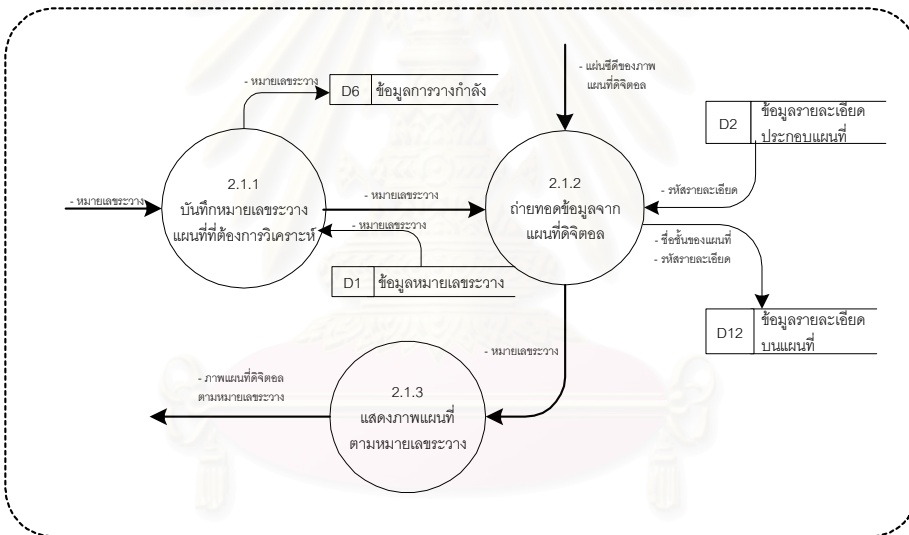 - หมายเลขระวาง
D6 ข้อมูลการวางกำลัง
- แผ่นซีดีของภาพ
แผนที่ดิจิตอล
D2 ข้อมูลรายละเอียด
ประกอบแผนที่
- หมายเลขระวาง
2.1.1
บันทึกหมายเลขระวาง
แผนที่ที่ต้องการวิเคราะห์
- หมายเลขระวาง
- หมายเลขระวาง
D1 ข้อมูลหมายเลขระวาง
2.1.2
ถ่ายทอดข้อมูลจาก
แผนที่ดิจิตอล
- รหัสรายละเอียด
- ชื่อชั้นของแผนที่
- รหัสรายละเอียด
D12 ข้อมูลรายละเอียด
บนแผนที่
- หมายเลขระวาง
- ภาพแผนที่ดิจิตอล
ตามหมายเลขระวาง
2.1.3
แสดงภาพแผนที่
ตามหมายเลขระวาง